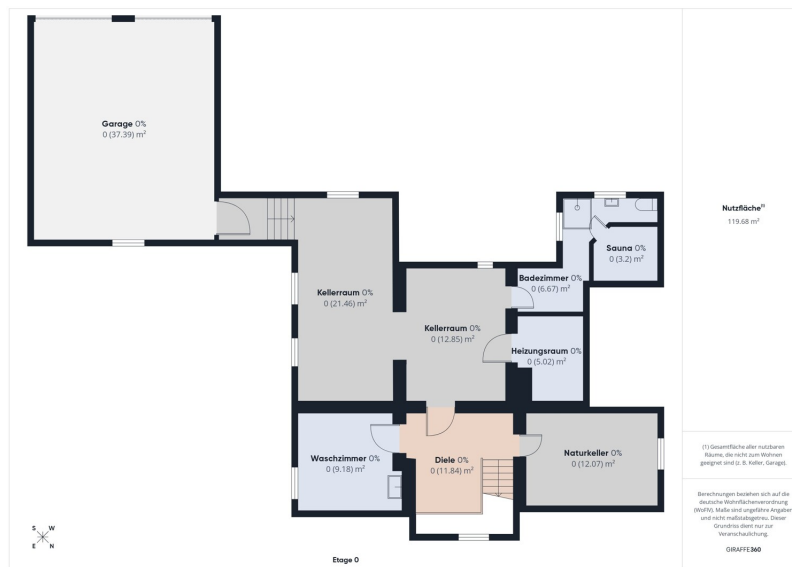 Garage 0%
0 (37.39) m²
Nutzfläche⁽¹⁾
119.68 m²
Sauna 0%
0 (3.2) m²
Badezimmer 0%
0 (6.67) m²
Kellerraum 0%
0 (21.46) m²
Kellerraum 0%
0 (12.85) m²
Heizungsraum 0%
0 (5.02) m²
Waschzimmer 0%
0 (9.18) m²
Diele 0%
0 (11.84) m²
Naturkeller 0%
0 (12.07) m²
(1) Gesamtfläche aller nutzbaren
Räume, die nicht zum Wohnen
geeignet sind (z. B. Keller, Garage).
Berechnungen beziehen sich auf die
deutsche Wohnflächenverordnung
(WoFlV). Maße sind ungefähre Angaben
und nicht maßstabsgetreu. Dieser
Grundriss dient nur zur
Veranschaulichung.
GIRAFFE360
S W
E N
Etage 0